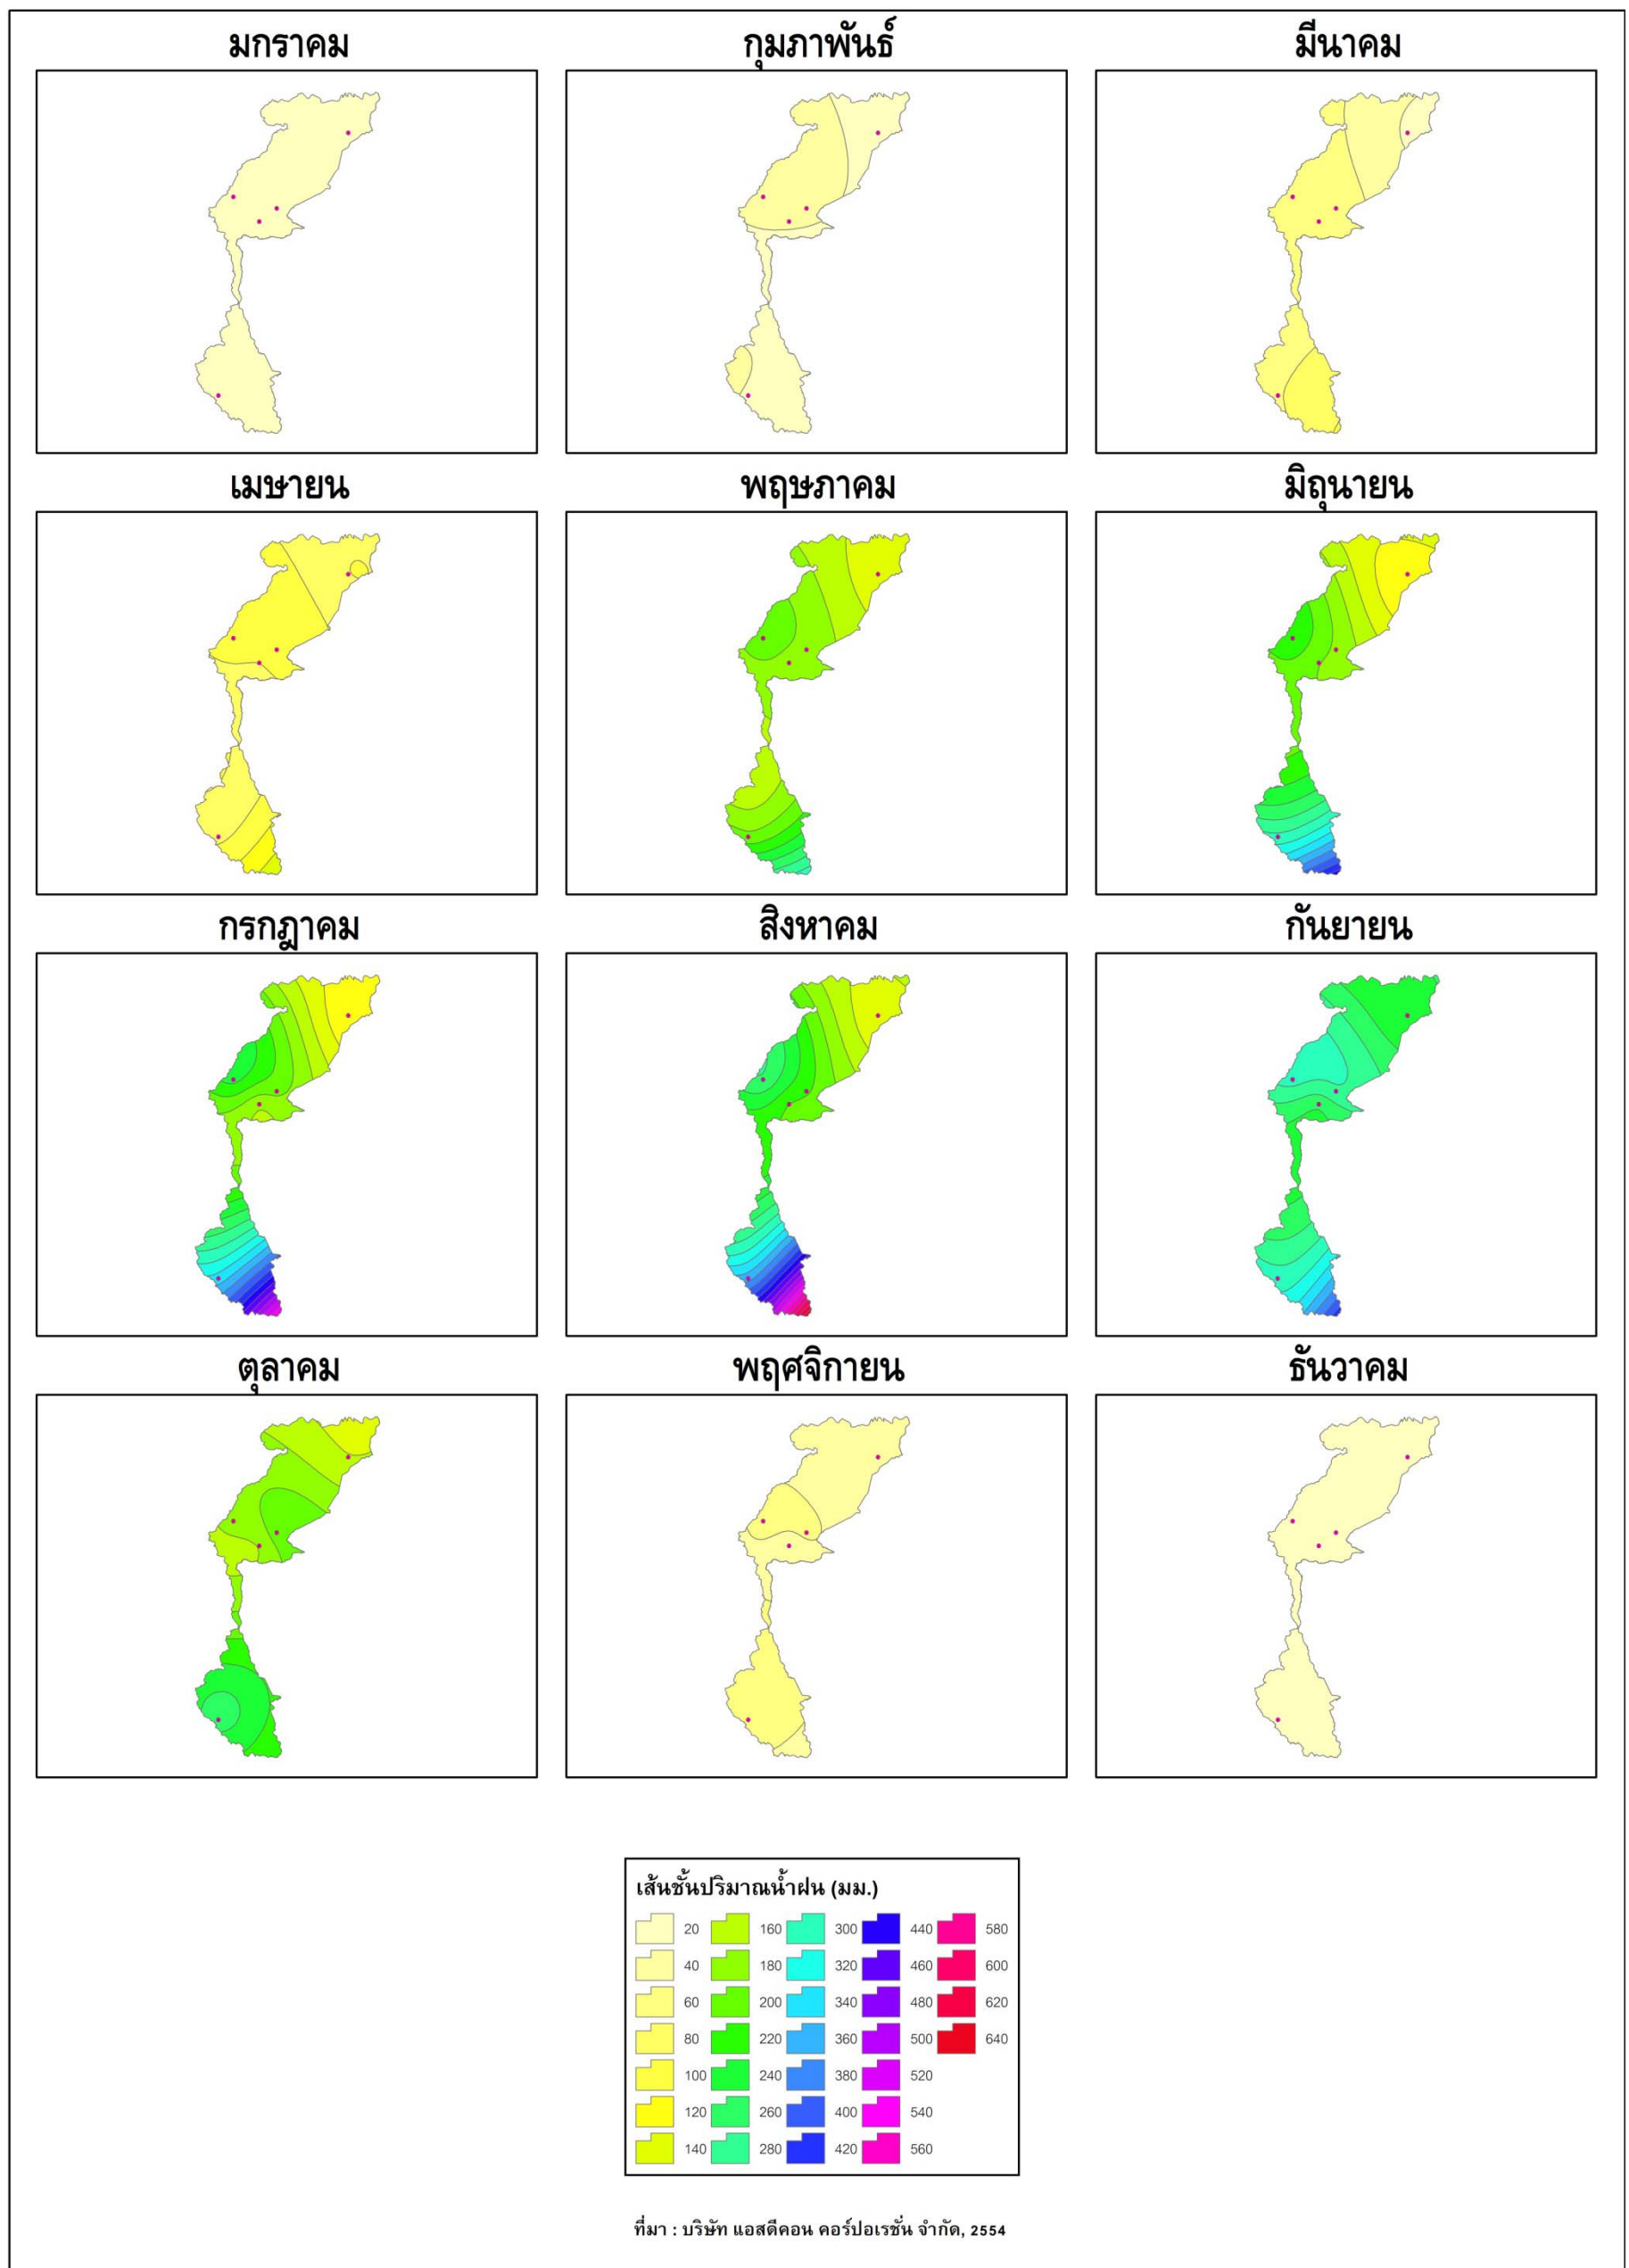 มกราคม
กุมภาพันธ์
มีนาคม
เมษายน
พฤษภาคม
มิถุนายน
กรกฎาคม
สิงหาคม
กันยายน
ตุลาคม
พฤศจิกายน
ธันวาคม
เส้นชั้นปริมาณน้ำฝน (มม.)
20 160 300 440 580
40 180 320 460 600
60 200 340 480 620
80 220 360 500 640
100 240 380 520
120 260 400 540
140 280 420 560
ที่มา : บริษัท แอสดีคอน คอร์ปอเรชั่น จำกัด, 2554